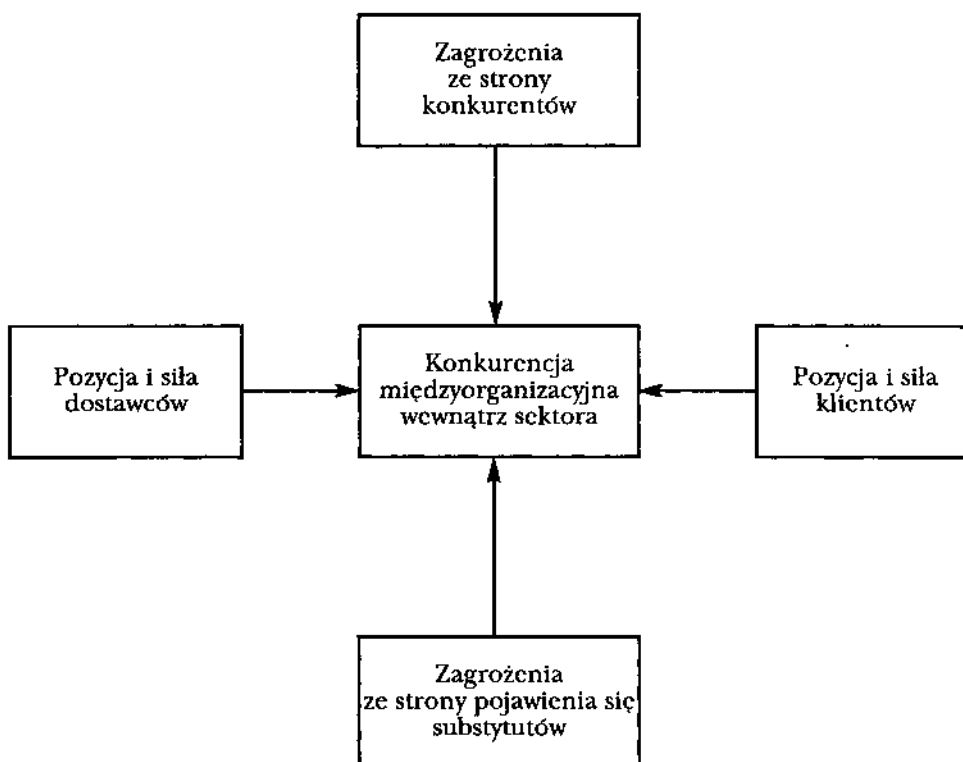 Zagrożenia
ze strony
konkurentów
Pozycja i siła
dostawców
Konkurencja
międzyorganizacyjna
wewnątrz sektora
Pozycja i siła
klientów
Zagrożenia
ze strony pojawienia się
substytutów